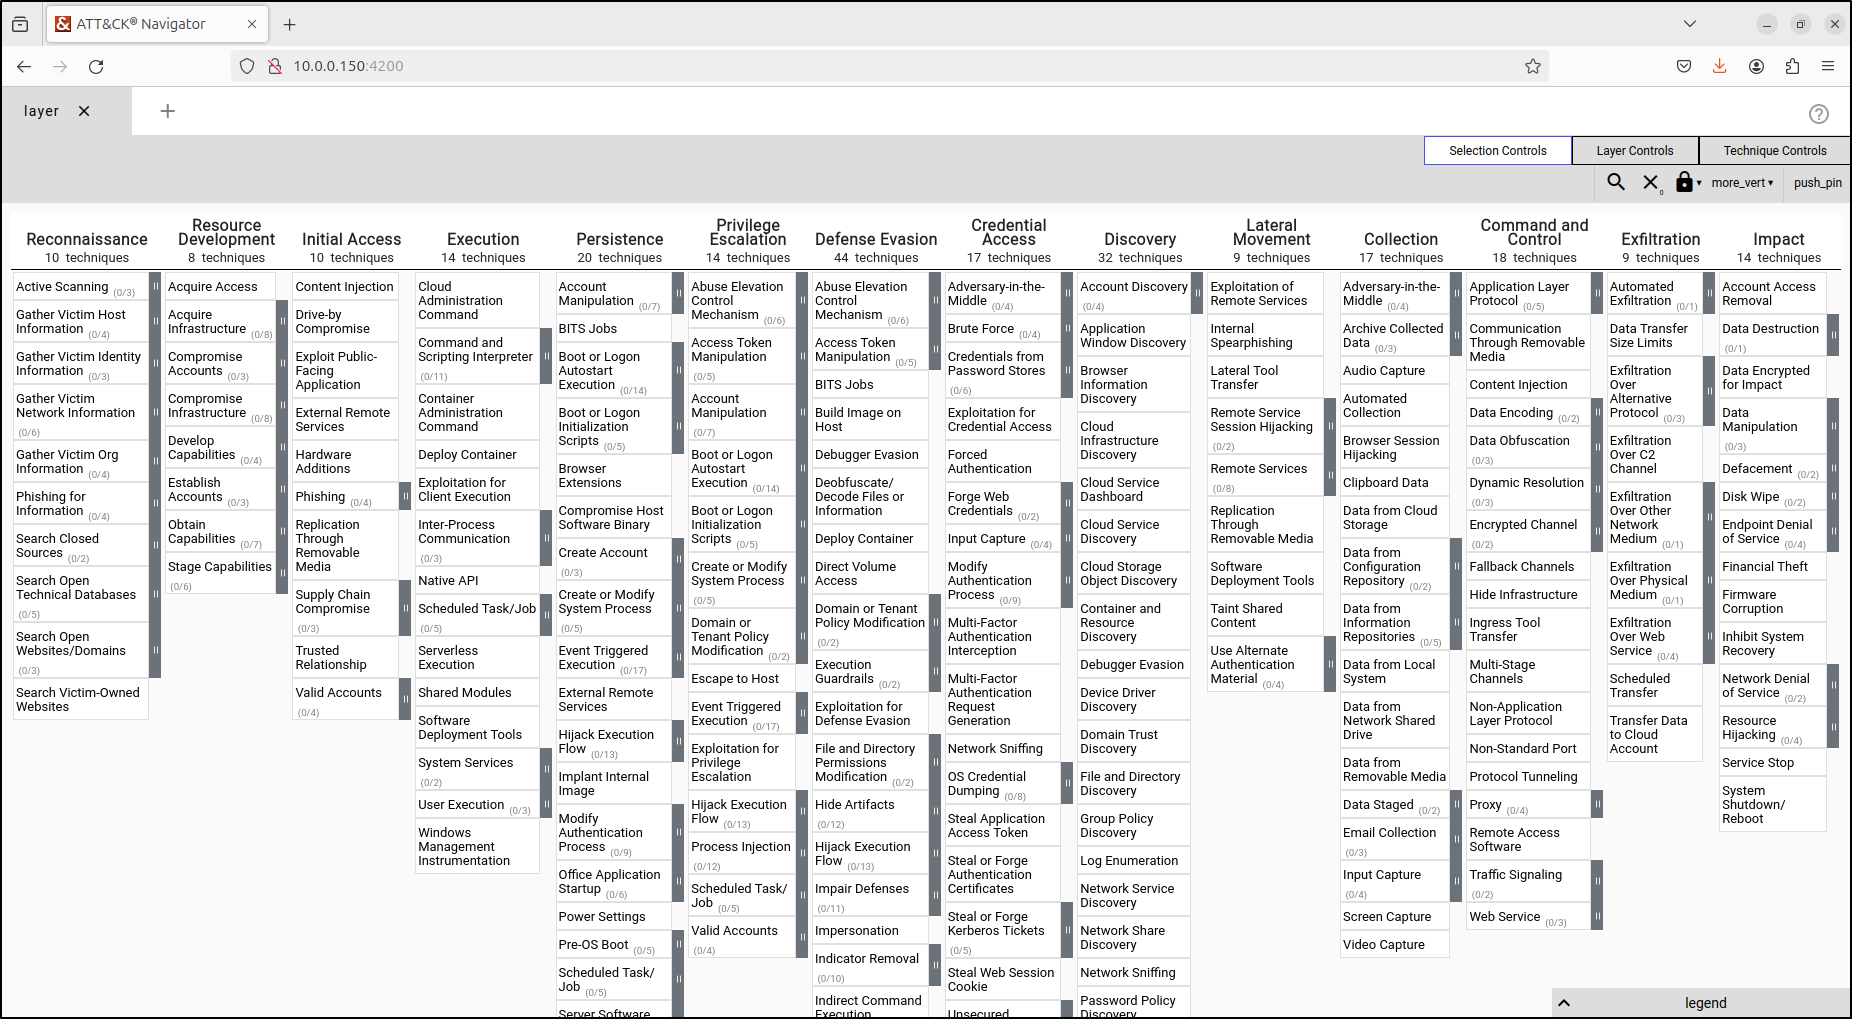 ATT&CK® Navigator
10.0.0.150:4200
layer
Selection Controls
Layer Controls
Technique Controls
0
more_vert
push_pin
Reconnaissance
10 techniques
Active Scanning (0/3)
Gather Victim Host
Information (0/4)
Gather Victim Identity
Information (0/3)
Gather Victim
Network Information
(0/6)
Gather Victim Org
Information (0/4)
Phishing for
Information (0/4)
Search Closed
Sources (0/2)
Search Open
Technical Databases
(0/5)
Search Open
Websites/Domains
(0/3)
Search Victim-Owned
Websites
Resource
Development
8 techniques
Acquire Access
Acquire
Infrastructure (0/8)
Compromise
Accounts (0/3)
Compromise
Infrastructure (0/8)
Develop
Capabilities (0/4)
Establish
Accounts (0/3)
Obtain
Capabilities (0/7)
Stage Capabilities
(0/6)
Initial Access
10 techniques
Content Injection
Drive-by
Compromise
Exploit Public-
Facing
Application
External Remote
Services
Hardware
Additions
Phishing (0/4)
Replication
Through
Removable
Media
Supply Chain
Compromise
(0/3)
Trusted
Relationship
Valid Accounts
(0/4)
Execution
14 techniques
Cloud
Administration
Command
Command and
Scripting Interpreter
(0/11)
Container
Administration
Command
Deploy Container
Exploitation for
Client Execution
Inter-Process
Communication
(0/3)
Native API
Scheduled Task/Job
(0/5)
Serverless
Execution
Shared Modules
Software
Deployment Tools
System Services
(0/2)
User Execution (0/3)
Windows
Management
Instrumentation
Persistence
20 techniques
Account
Manipulation (0/7)
BITS Jobs
Boot or Logon
Autostart
Execution (0/14)
Boot or Logon
Initialization
Scripts (0/5)
Browser
Extensions
Compromise Host
Software Binary
Create Account
(0/3)
Create or Modify
System Process
(0/5)
Event Triggered
Execution (0/17)
External Remote
Services
Hijack Execution
Flow (0/13)
Implant Internal
Image
Modify
Authentication
Process (0/9)
Office Application
Startup (0/6)
Power Settings
Pre-OS Boot (0/5)
Scheduled Task/
Job (0/5)
Server Software
Privilege
Escalation
14 techniques
Abuse Elevation
Control
Mechanism (0/6)
Access Token
Manipulation
(0/5)
Account
Manipulation
(0/7)
Boot or Logon
Autostart
Execution (0/14)
Boot or Logon
Initialization
Scripts (0/5)
Create or Modify
System Process
(0/5)
Domain or
Tenant Policy
Modification (0/2)
Escape to Host
Event Triggered
Execution (0/17)
Exploitation for
Privilege
Escalation
Hijack Execution
Flow (0/13)
Process Injection
(0/12)
Scheduled Task/
Job (0/5)
Valid Accounts
(0/4)
Defense Evasion
44 techniques
Abuse Elevation
Control
Mechanism (0/6)
Access Token
Manipulation (0/5)
BITS Jobs
Build Image on
Host
Debugger Evasion
Deobfuscate/
Decode Files or
Information
Deploy Container
Direct Volume
Access
Domain or Tenant
Policy Modification
(0/2)
Execution
Guardrails (0/2)
Exploitation for
Defense Evasion
File and Directory
Permissions
Modification (0/2)
Hide Artifacts
(0/12)
Hijack Execution
Flow (0/13)
Impair Defenses
(0/11)
Impersonation
Indicator Removal
(0/10)
Indirect Command
Execution
Credential
Access
17 techniques
Adversary-in-the-
Middle (0/4)
Brute Force (0/4)
Credentials from
Password Stores
(0/6)
Exploitation for
Credential Access
Forced
Authentication
Forge Web
Credentials (0/2)
Input Capture (0/4)
Modify
Authentication
Process (0/9)
Multi-Factor
Authentication
Interception
Multi-Factor
Authentication
Request
Generation
Network Sniffing
OS Credential
Dumping (0/8)
Steal Application
Access Token
Steal or Forge
Authentication
Certificates
Steal or Forge
Kerberos Tickets
(0/5)
Steal Web Session
Cookie
Unsecured
Discovery
32 techniques
Account Discovery
(0/4)
Application
Window Discovery
Browser
Information
Discovery
Cloud
Infrastructure
Discovery
Cloud Service
Dashboard
Cloud Service
Discovery
Cloud Storage
Object Discovery
Container and
Resource
Discovery
Debugger Evasion
Device Driver
Discovery
Domain Trust
Discovery
File and Directory
Discovery
Group Policy
Discovery
Log Enumeration
Network Service
Discovery
Network Share
Discovery
Network Sniffing
Password Policy
Discovery
Lateral
Movement
9 techniques
Exploitation of
Remote Services
Internal
Spearphishing
Lateral Tool
Transfer
Remote Service
Session Hijacking
(0/2)
Remote Services
(0/8)
Replication
Through
Removable Media
Software
Deployment Tools
Taint Shared
Content
Use Alternate
Authentication
Material (0/4)
Collection
17 techniques
Adversary-in-the-
Middle (0/4)
Archive Collected
Data (0/3)
Audio Capture
Automated
Collection
Browser Session
Hijacking
Clipboard Data
Data from Cloud
Storage
Data from
Configuration
Repository (0/2)
Data from
Information
Repositories (0/5)
Data from Local
System
Data from
Network Shared
Drive
Data from
Removable Media
Data Staged (0/2)
Email Collection
(0/3)
Input Capture
(0/4)
Screen Capture
Video Capture
Command and
Control
18 techniques
Application Layer
Protocol (0/5)
Communication
Through Removable
Media
Content Injection
Data Encoding (0/2)
Data Obfuscation
(0/3)
Dynamic Resolution
(0/3)
Encrypted Channel
(0/2)
Fallback Channels
Hide Infrastructure
Ingress Tool
Transfer
Multi-Stage
Channels
Non-Application
Layer Protocol
Non-Standard Port
Protocol Tunneling
Proxy (0/4)
Remote Access
Software
Traffic Signaling
(0/2)
Web Service (0/3)
Exfiltration
9 techniques
Automated
Exfiltration (0/1)
Data Transfer
Size Limits
Exfiltration
Over
Alternative
Protocol (0/3)
Exfiltration
Over C2
Channel
Exfiltration
Over Other
Network
Medium (0/1)
Exfiltration
Over Physical
Medium (0/1)
Exfiltration
Over Web
Service (0/4)
Scheduled
Transfer
Transfer Data
to Cloud
Account
Impact
14 techniques
Account Access
Removal
Data Destruction
(0/1)
Data Encrypted
for Impact
Data
Manipulation
(0/3)
Defacement (0/2)
Disk Wipe (0/2)
Endpoint Denial
of Service (0/4)
Financial Theft
Firmware
Corruption
Inhibit System
Recovery
Network Denial
of Service (0/2)
Resource
Hijacking (0/4)
Service Stop
System
Shutdown/
Reboot
legend